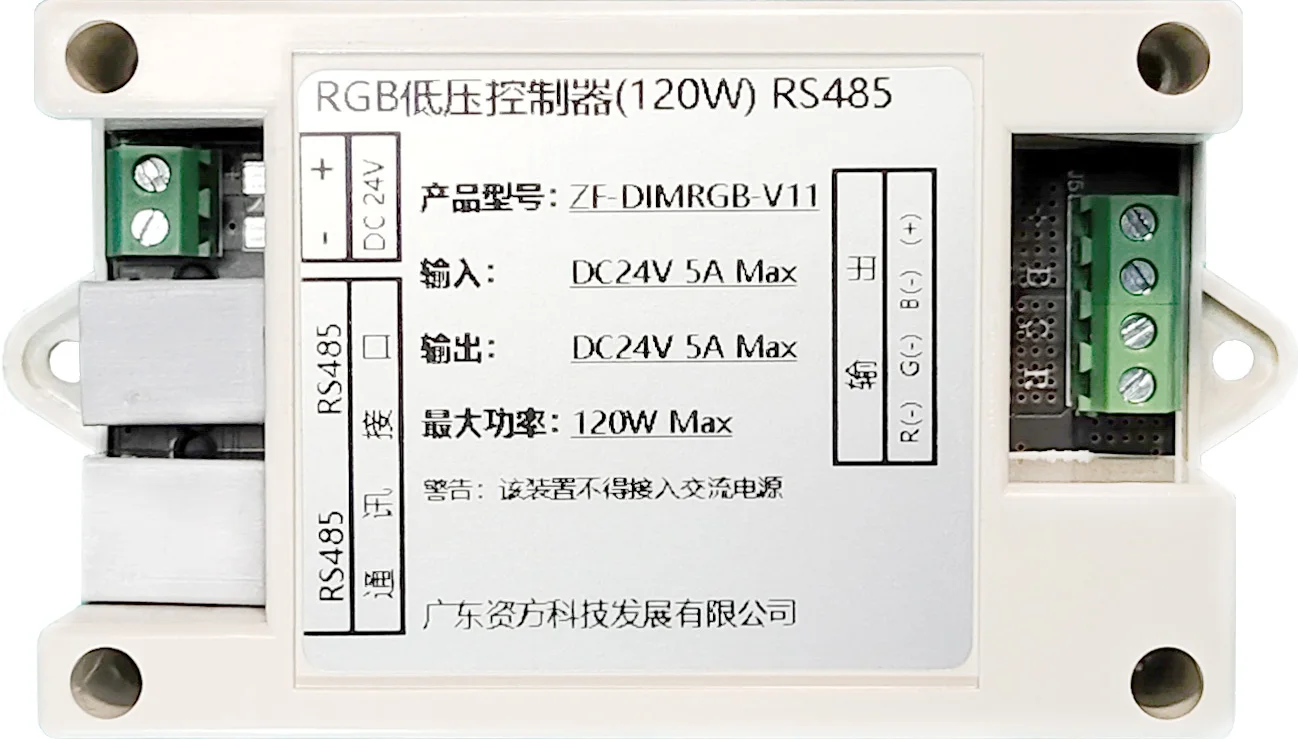 RGB低压控制器(120W) RS485
+
-
DC 24V
RS485
RS485
通讯接口
产品型号: ZF-DIMRGB-V11
输入: DC24V 5A Max
输出: DC24V 5A Max
最大功率: 120W Max
警告: 该装置不得接入交流电源
广东资方科技发展有限公司
输出
R(-) G(-) B(-) (+)
B
G
R